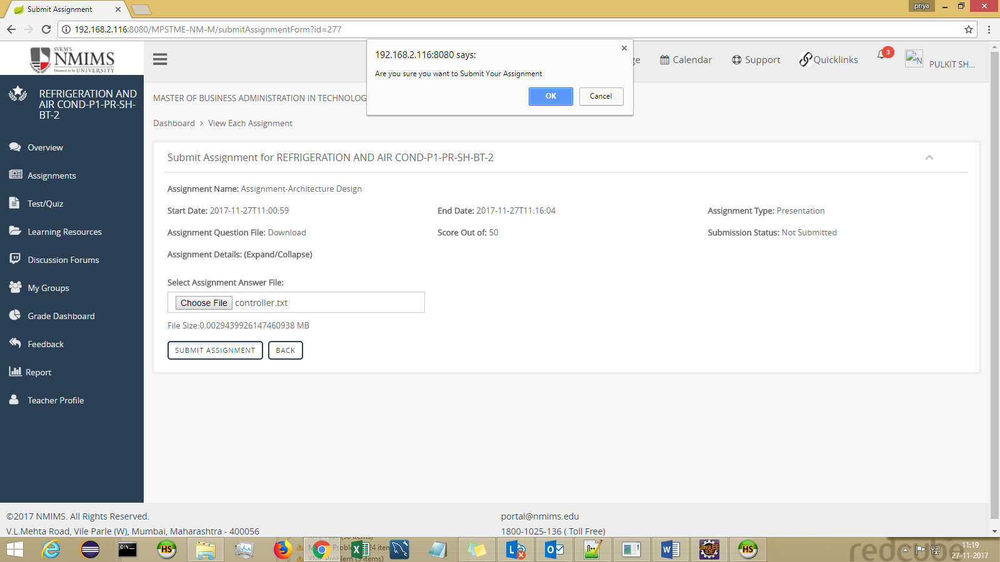 Submit Assignment
priya
192.168.2.116:8080/MPSTME-NM-M/submitAssignmentForm?id=277
SVKM'S
NMIMS
Deemed to be UNIVERSITY
192.168.2.116:8080 says:
Are you sure you want to Submit Your Assignment
OK
Cancel
Calendar
Support
Quicklinks
3
N
PULKIT SH...
REFRIGERATION AND
AIR COND-P1-PR-SH-
BT-2
MASTER OF BUSINESS ADMINISTRATION IN TECHNOLOG
Dashboard > View Each Assignment
Overview
Assignments
Test/Quiz
Learning Resources
Discussion Forums
My Groups
Grade Dashboard
Feedback
Report
Teacher Profile
Submit Assignment for REFRIGERATION AND AIR COND-P1-PR-SH-BT-2
Assignment Name: Assignment-Architecture Design
Start Date: 2017-11-27T11:00:59
End Date: 2017-11-27T11:16:04
Assignment Type: Presentation
Assignment Question File: Download
Score Out of: 50
Submission Status: Not Submitted
Assignment Details: (Expand/Collapse)
Select Assignment Answer File:
Choose File controller.txt
File Size:0.0029439926147460938 MB
SUBMIT ASSIGNMENT
BACK
©2017 NMIMS. All Rights Reserved.
V.L.Mehta Road, Vile Parle (W), Mumbai, Maharashtra - 400056
portal@nmims.edu
1800-1025-136 ( Toll Free)
C:\
HS
Java EE
IDE
HS
11:19
27-11-2017